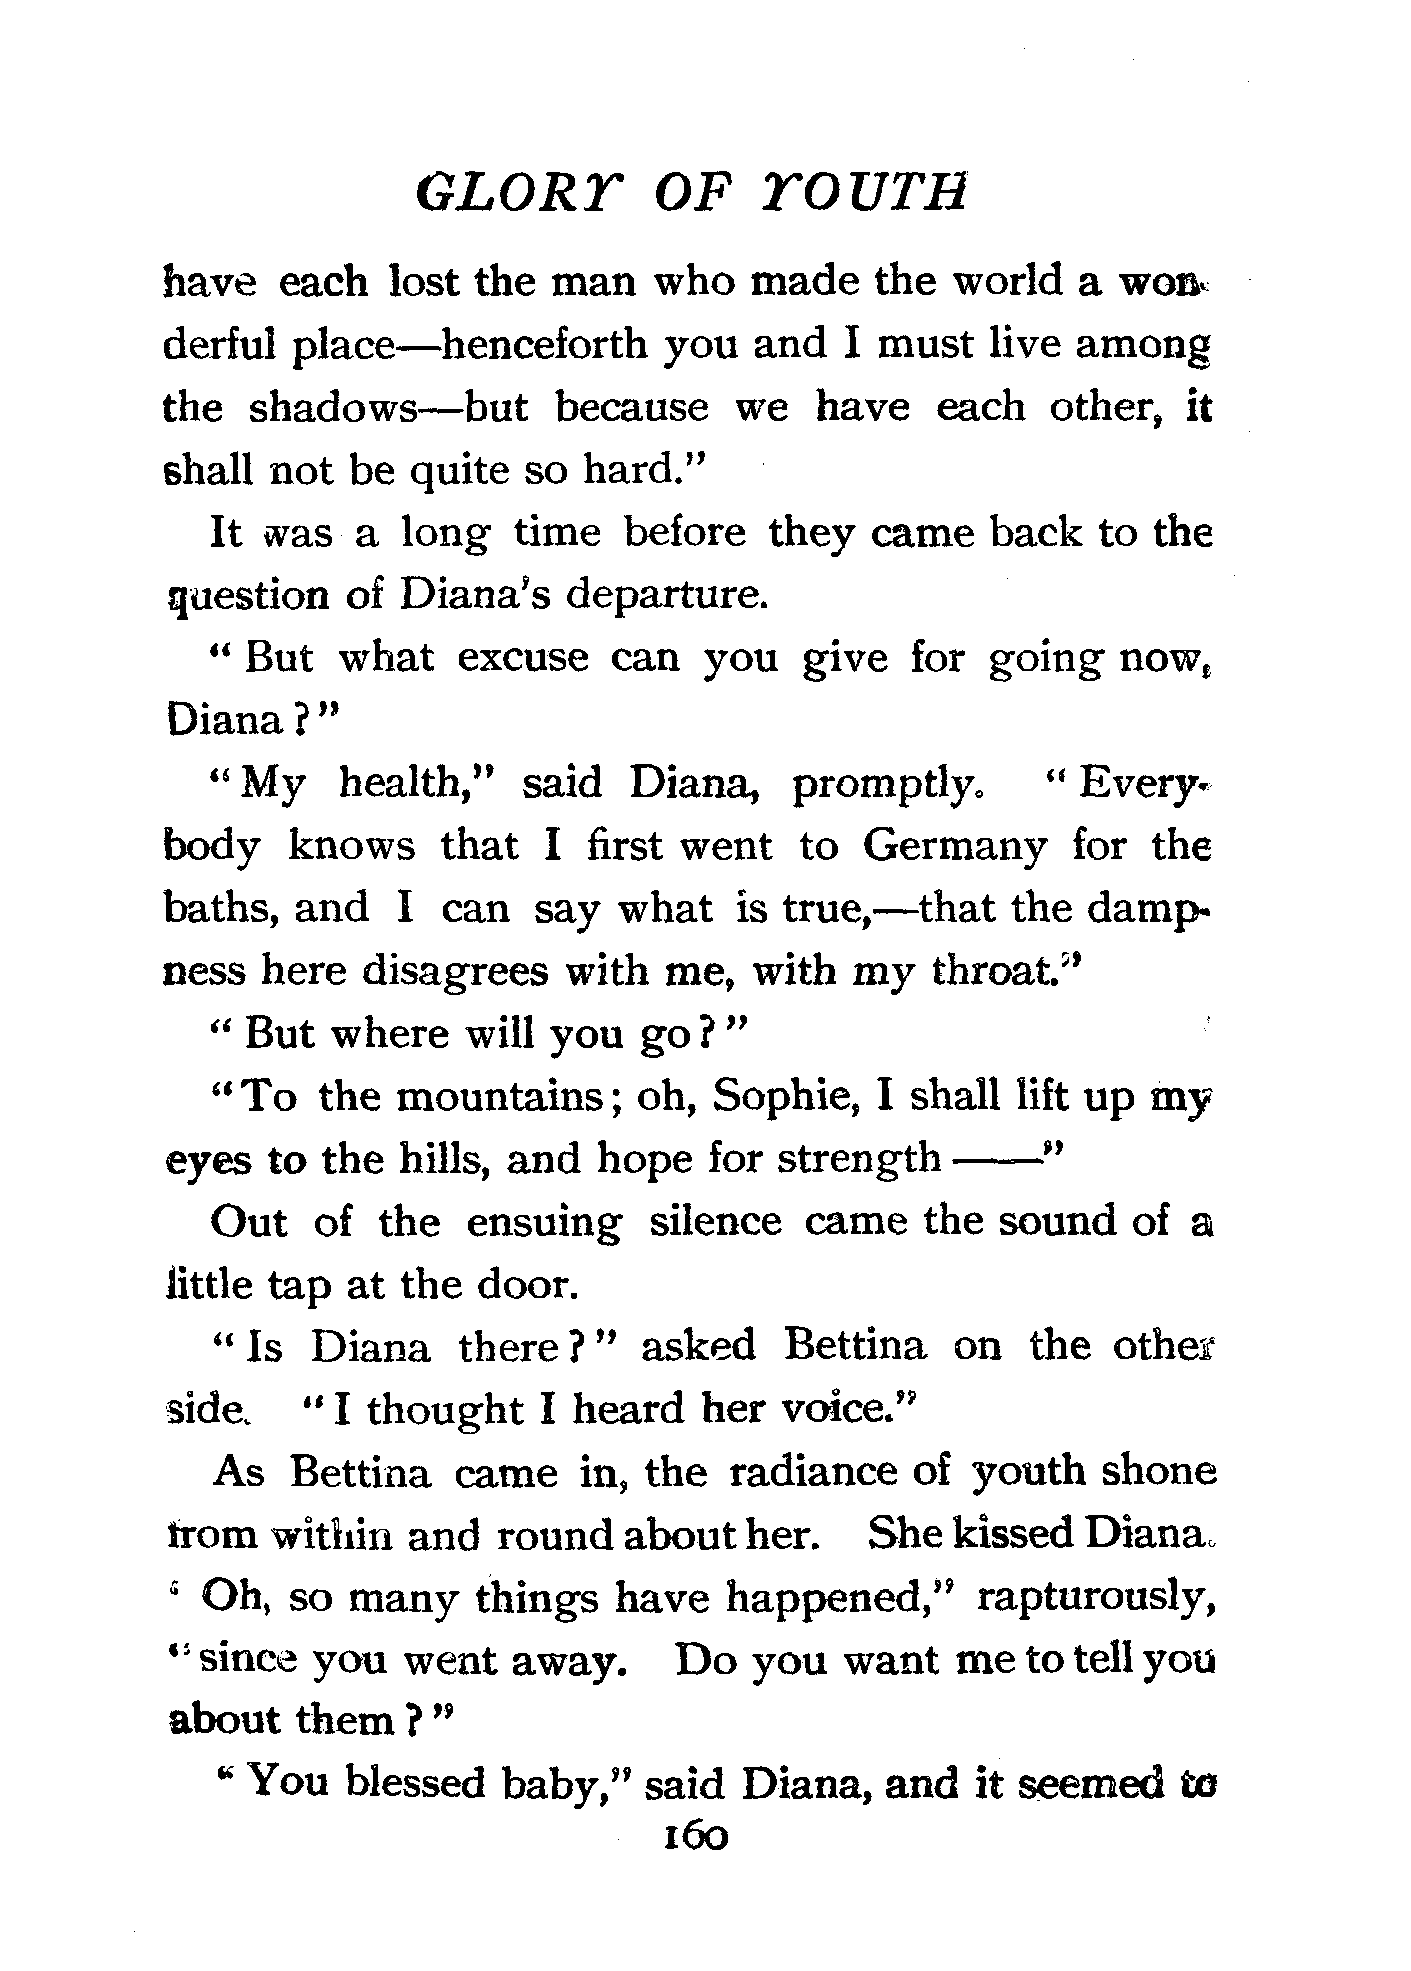 GLORY OF YOUTH
have each lost the man who made the world a won-
derful place—henceforth you and I must live among
the shadows—but because we have each other, it
shall not be quite so hard."
It was a long time before they came back to the
question of Diana's departure.
" But what excuse can you give for going now,
Diana ? "
" My health," said Diana, promptly. " Every-
body knows that I first went to Germany for the
baths, and I can say what is true,—that the damp-
ness here disagrees with me, with my throat."
" But where will you go ? "
" To the mountains ; oh, Sophie, I shall lift up my
eyes to the hills, and hope for strength ——"
Out of the ensuing silence came the sound of a
little tap at the door.
" Is Diana there ? " asked Bettina on the other
side. " I thought I heard her voice."
As Bettina came in, the radiance of youth shone
from within and round about her. She kissed Diana.
" Oh, so many things have happened," rapturously,
" since you went away. Do you want me to tell you
about them ? "
" You blessed baby," said Diana, and it seemed to
160